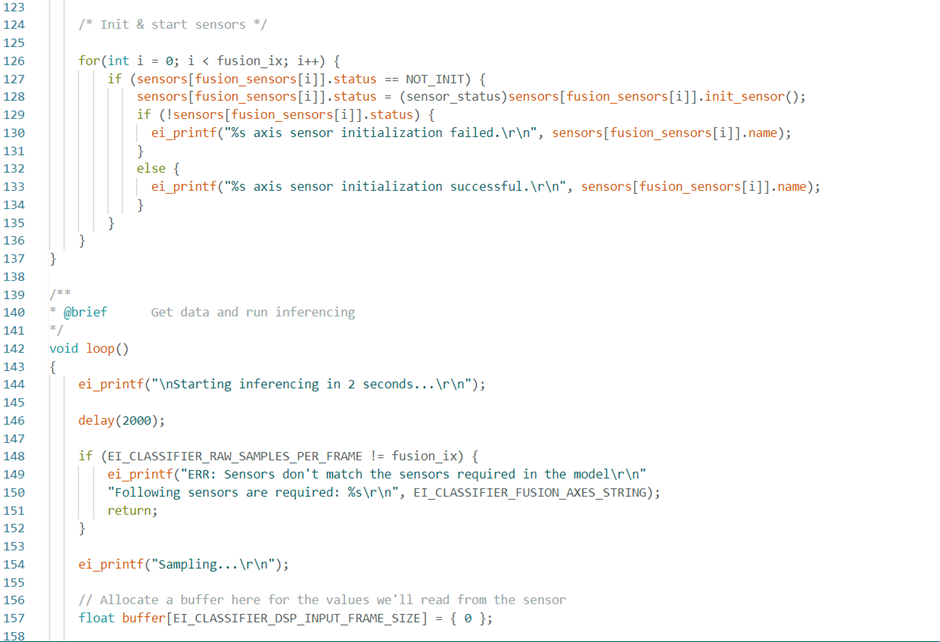 123
124 /* Init & start sensors */
125
126 for(int i = 0; i < fusion_ix; i++) {
127 if (sensors[fusion_sensors[i]].status == NOT_INIT) {
128 sensors[fusion_sensors[i]].status = (sensor_status)sensors[fusion_sensors[i]].init_sensor();
129 if (!sensors[fusion_sensors[i]].status) {
130 ei_printf("%s axis sensor initialization failed.\r\n", sensors[fusion_sensors[i]].name);
131 }
132 else {
133 ei_printf("%s axis sensor initialization successful.\r\n", sensors[fusion_sensors[i]].name);
134 }
135 }
136 }
137 }
138
139 /**
140 * @brief Get data and run inferencing
141 */
142 void loop()
143 {
144 ei_printf("\nStarting inferencing in 2 seconds...\r\n");
145
146 delay(2000);
147
148 if (EI_CLASSIFIER_RAW_SAMPLES_PER_FRAME != fusion_ix) {
149 ei_printf("ERR: Sensors don't match the sensors required in the model\r\n"
150 "Following sensors are required: %s\r\n", EI_CLASSIFIER_FUSION_AXES_STRING);
151 return;
152 }
153
154 ei_printf("Sampling...\r\n");
155
156 // Allocate a buffer here for the values we'll read from the sensor
157 float buffer[EI_CLASSIFIER_DSP_INPUT_FRAME_SIZE] = { 0 };
158